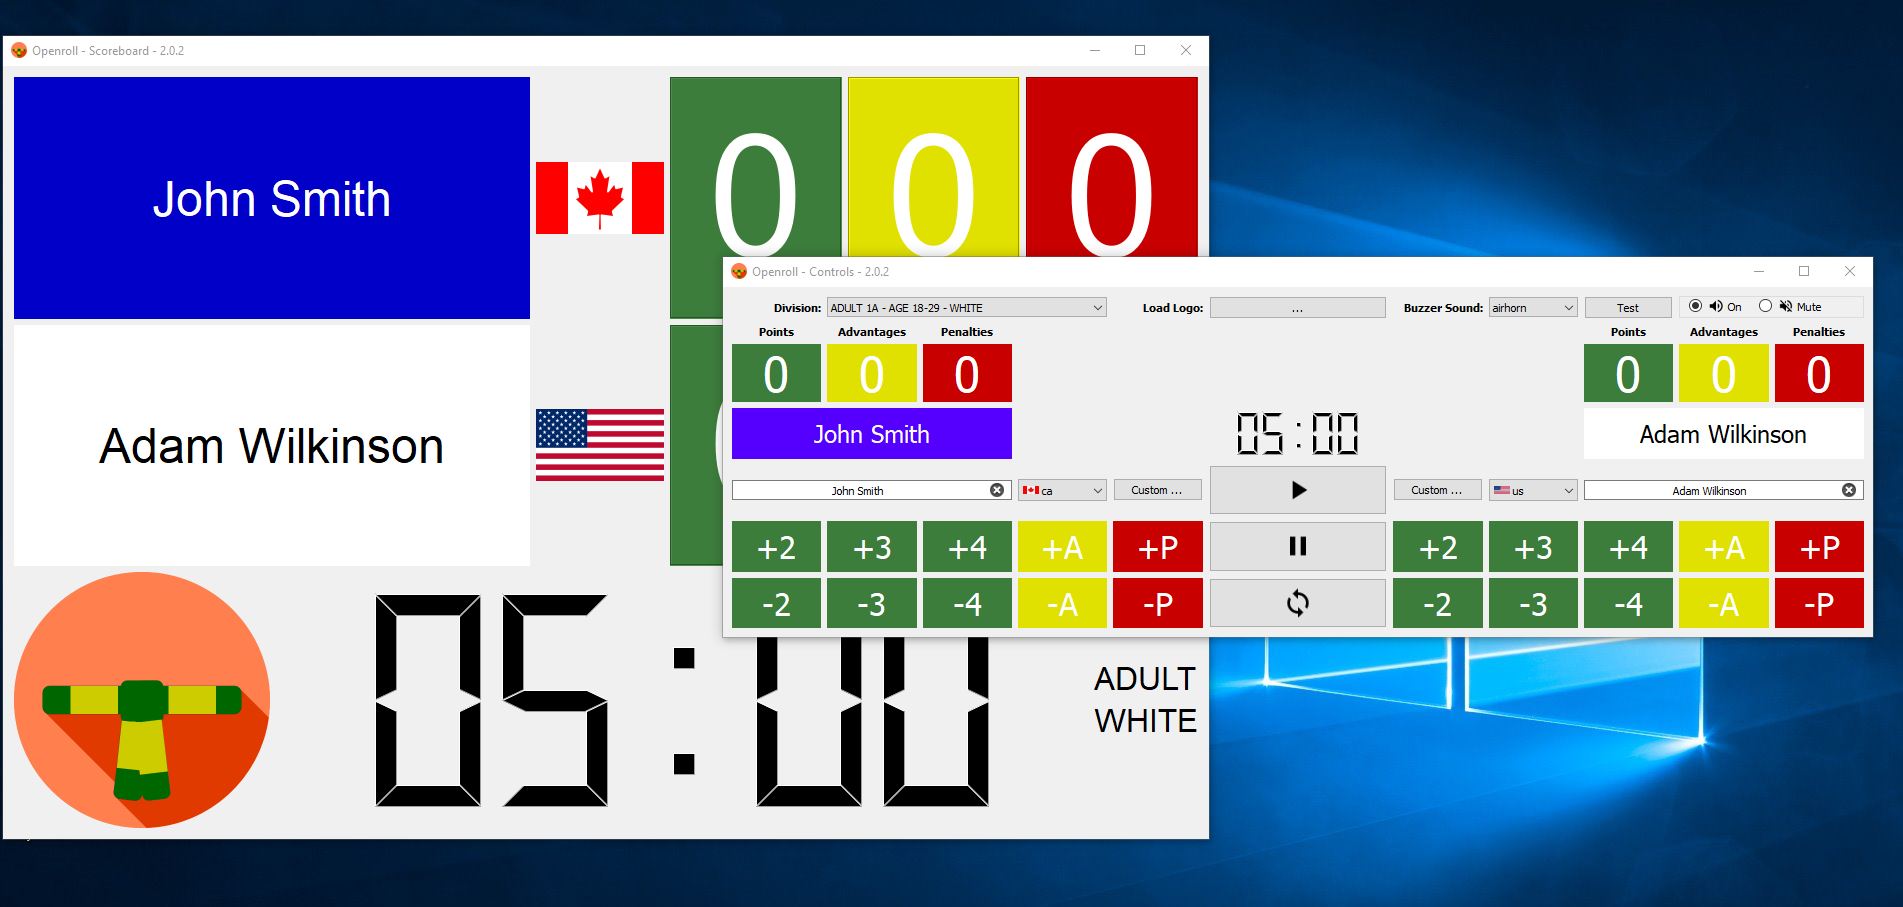 Openroll - Scoreboard - 2.0.2
John Smith
0 0 0
Adam Wilkinson
05:00
ADULT
WHITE
Openroll - Controls - 2.0.2
Division: ADULT 1A - AGE 18-29 - WHITE Load Logo: ... Buzzer Sound: airhorn Test On Mute
Points Advantages Penalties Points Advantages Penalties
0 0 0 0 0 0
John Smith 05:00 Adam Wilkinson
John Smith ca Custom ... Custom ... us Adam Wilkinson
+2 +3 +4 +A +P +2 +3 +4 +A +P
-2 -3 -4 -A -P -2 -3 -4 -A -P